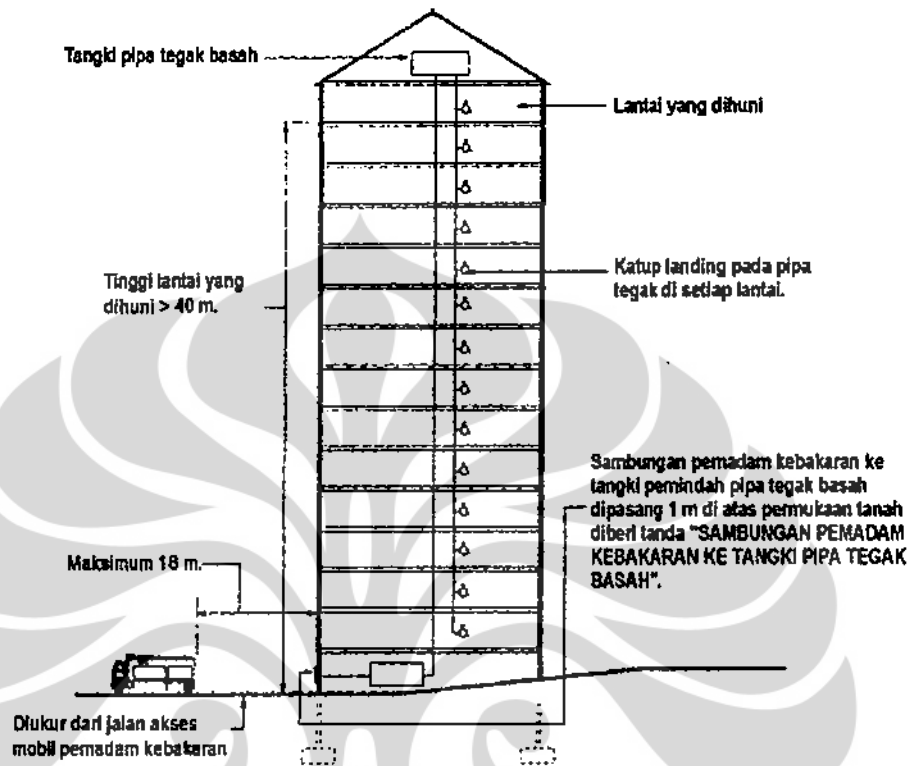 Tangki pipa tegak basah
Lantai yang dihuni
Tinggi lantai yang
dihuni > 40 m.
Katup landing pada pipa
tegak di setiap lantai.
Sambungan pemadam kebakaran ke
tangki pemindah pipa tegak basah
dipasang 1 m di atas permukaan tanah
diberi tanda "SAMBUNGAN PEMADAM
KEBAKARAN KE TANGKI PIPA TEGAK
BASAH".
Maksimum 18 m.
Diukur dari jalan akses
mobil pemadam kebakaran